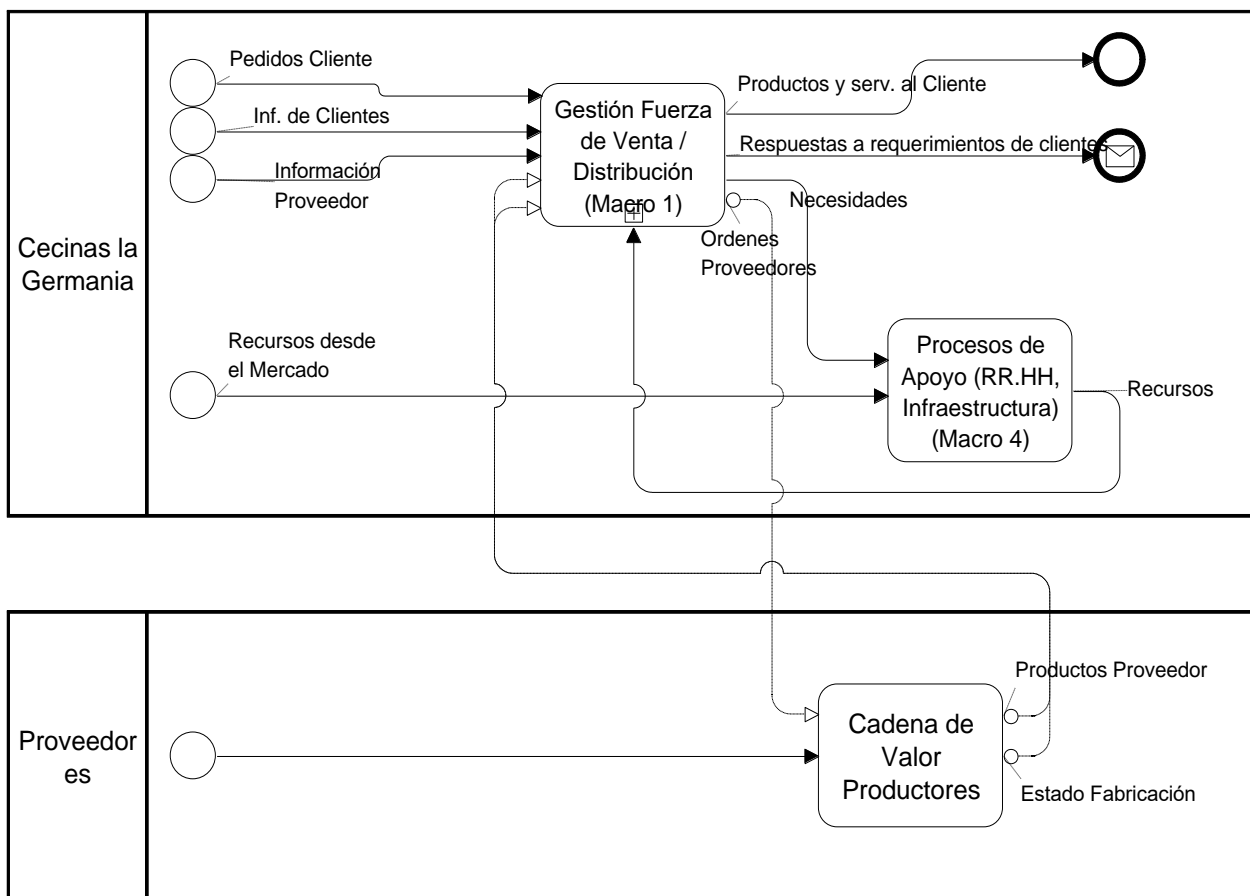 Pedidos Cliente
Inf. de Clientes
Información
Proveedor
Gestión Fuerza
de Venta /
Distribución
(Macro 1)
Productos y serv. al Cliente
Respuestas a requerimientos de clientes
Necesidades
Ordenes
Proveedores
Cecinas la
Germania
Recursos desde
el Mercado
Procesos de
Apoyo (RR.HH,
Infraestructura)
(Macro 4)
Recursos
Proveedor
es
Productos Proveedor
Cadena de
Valor
Productores
Estado Fabricación